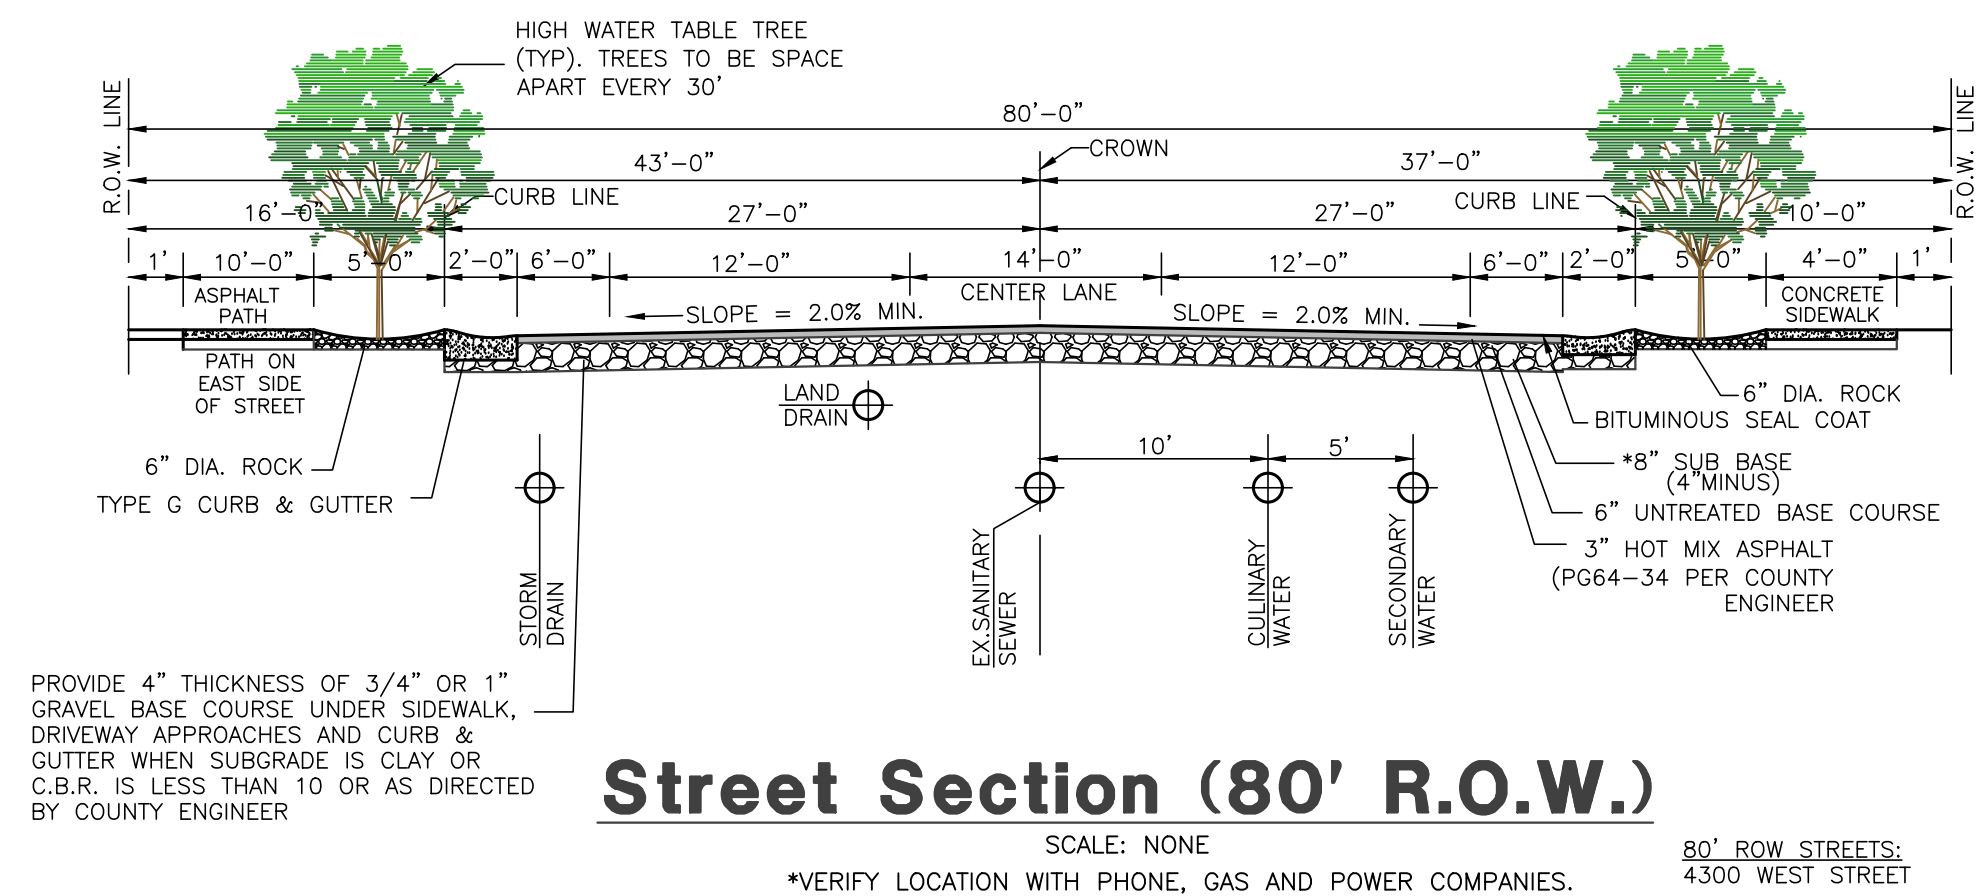 HIGH WATER TABLE TREE
(TYP). TREES TO BE SPACE
APART EVERY 30'
R.O.W. LINE
80'-0"
R.O.W. LINE
CROWN
43'-0"
37'-0"
CURB LINE
CURB LINE
16'-0"
27'-0"
27'-0"
10'-0"
1'
10'-0"
5'-0"
2'-0"
6'-0"
12'-0"
14'-0"
12'-0"
6'-0"
2'-0"
5'-0"
4'-0"
1'
ASPHALT
PATH
CENTER LANE
CONCRETE
SIDEWALK
SLOPE = 2.0% MIN.
SLOPE = 2.0% MIN.
PATH ON
EAST SIDE
OF STREET
LAND
DRAIN
6" DIA. ROCK
BITUMINOUS SEAL COAT
10'
5'
6" DIA. ROCK
TYPE G CURB & GUTTER
*8" SUB BASE
(4"MINUS)
6" UNTREATED BASE COURSE
3" HOT MIX ASPHALT
(PG64-34 PER COUNTY
ENGINEER
STORM
DRAIN
EX.SANITARY
SEWER
CULINARY
WATER
SECONDARY
WATER
PROVIDE 4" THICKNESS OF 3/4" OR 1"
GRAVEL BASE COURSE UNDER SIDEWALK,
DRIVEWAY APPROACHES AND CURB &
GUTTER WHEN SUBGRADE IS CLAY OR
C.B.R. IS LESS THAN 10 OR AS DIRECTED
BY COUNTY ENGINEER
Street Section (80' R.O.W.)
SCALE: NONE
*VERIFY LOCATION WITH PHONE, GAS AND POWER COMPANIES.
80' ROW STREETS:
4300 WEST STREET